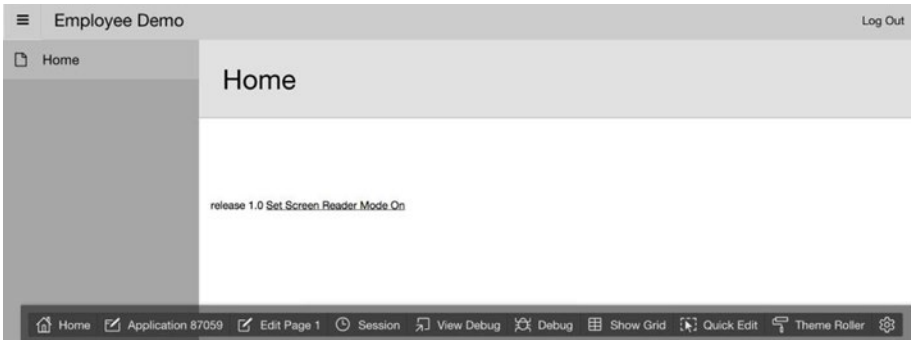 Employee Demo Log Out
Home
Home
release 1.0 Set Screen Reader Mode On
Home Application 87059 Edit Page 1 Session View Debug Debug Show Grid Quick Edit Theme Roller